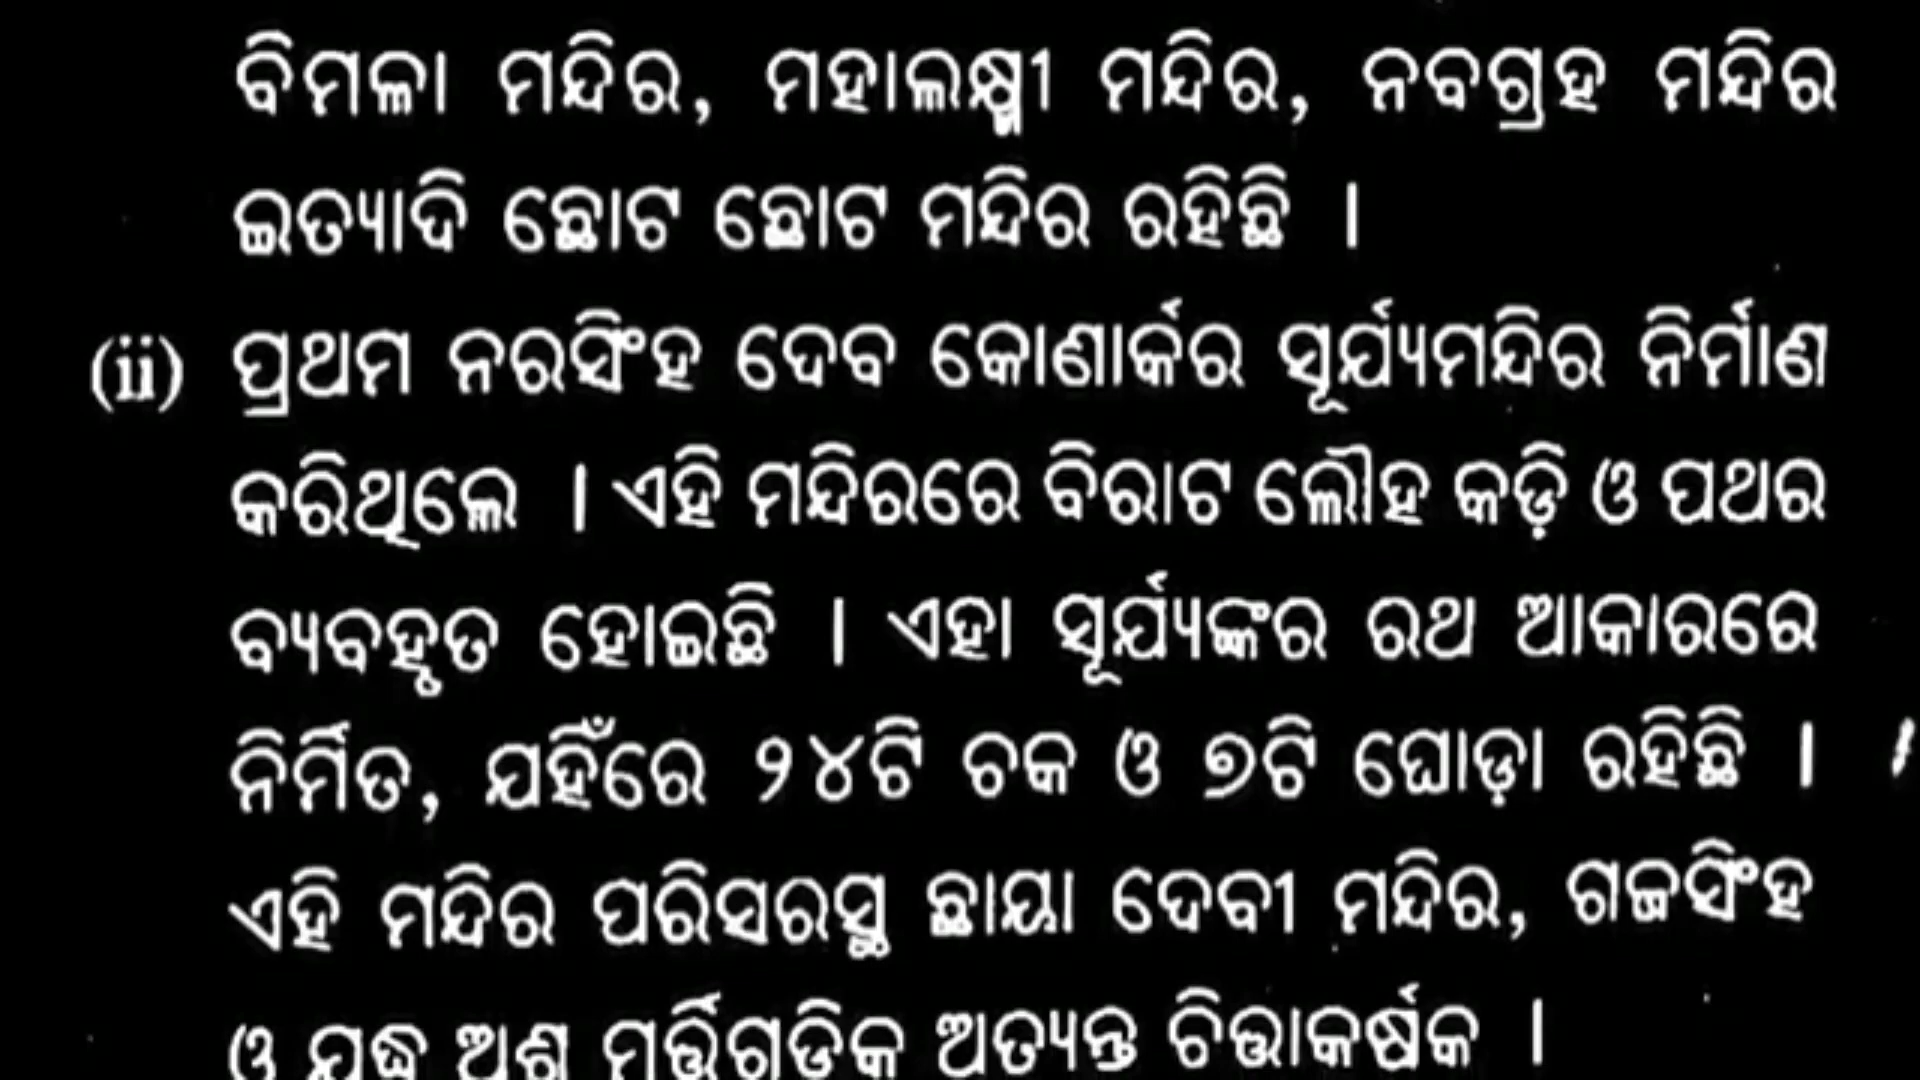 ବିମଳା ମନ୍ଦିର, ମହାଲକ୍ଷ୍ମୀ ମନ୍ଦିର, ନବଗ୍ରହ ମନ୍ଦିର
ଇତ୍ୟାଦି ଛୋଟ ଛୋଟ ମନ୍ଦିର ରହିଛି ।
(ii) ପ୍ରଥମ ନରସିଂହ ଦେବ କୋଣାର୍କର ସୂର୍ଯ୍ୟମନ୍ଦିର ନିର୍ମାଣ
କରିଥିଲେ । ଏହି ମନ୍ଦିରରେ ବିରାଟ ଲୌହ କଡ଼ି ଓ ପଥର
ବ୍ୟବହୃତ ହୋଇଛି । ଏହା ସୂର୍ଯ୍ୟଙ୍କର ରଥ ଆକାରରେ
ନିର୍ମିତ, ଯହିଁରେ ୨୪ଟି ଚକ ଓ ୭ଟି ଘୋଡ଼ା ରହିଛି ।
ଏହି ମନ୍ଦିର ପରିସରସ୍ଥ ଛାୟା ଦେବୀ ମନ୍ଦିର, ଗଜସିଂହ
ଓ ଯୁଦ୍ଧ ଅଶ୍ୱ ମୂର୍ତ୍ତିଗୁଡ଼ିକ ଅତ୍ୟନ୍ତ ଚିତ୍ତାକର୍ଷକ ।